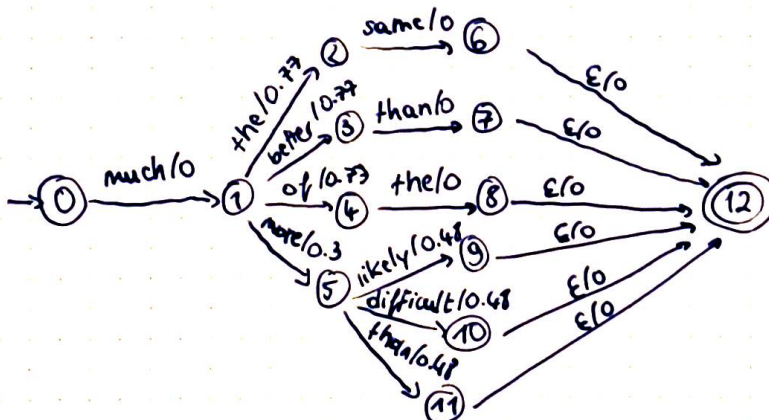 0
much/0
1
the/0.77
2
same/0
6
ε/0
better/0.77
3
than/0
7
ε/0
of/0.77
4
the/0
8
ε/0
more/0.3
5
likely/0.48
9
ε/0
difficult/0.48
10
ε/0
than/0.48
11
ε/0
12